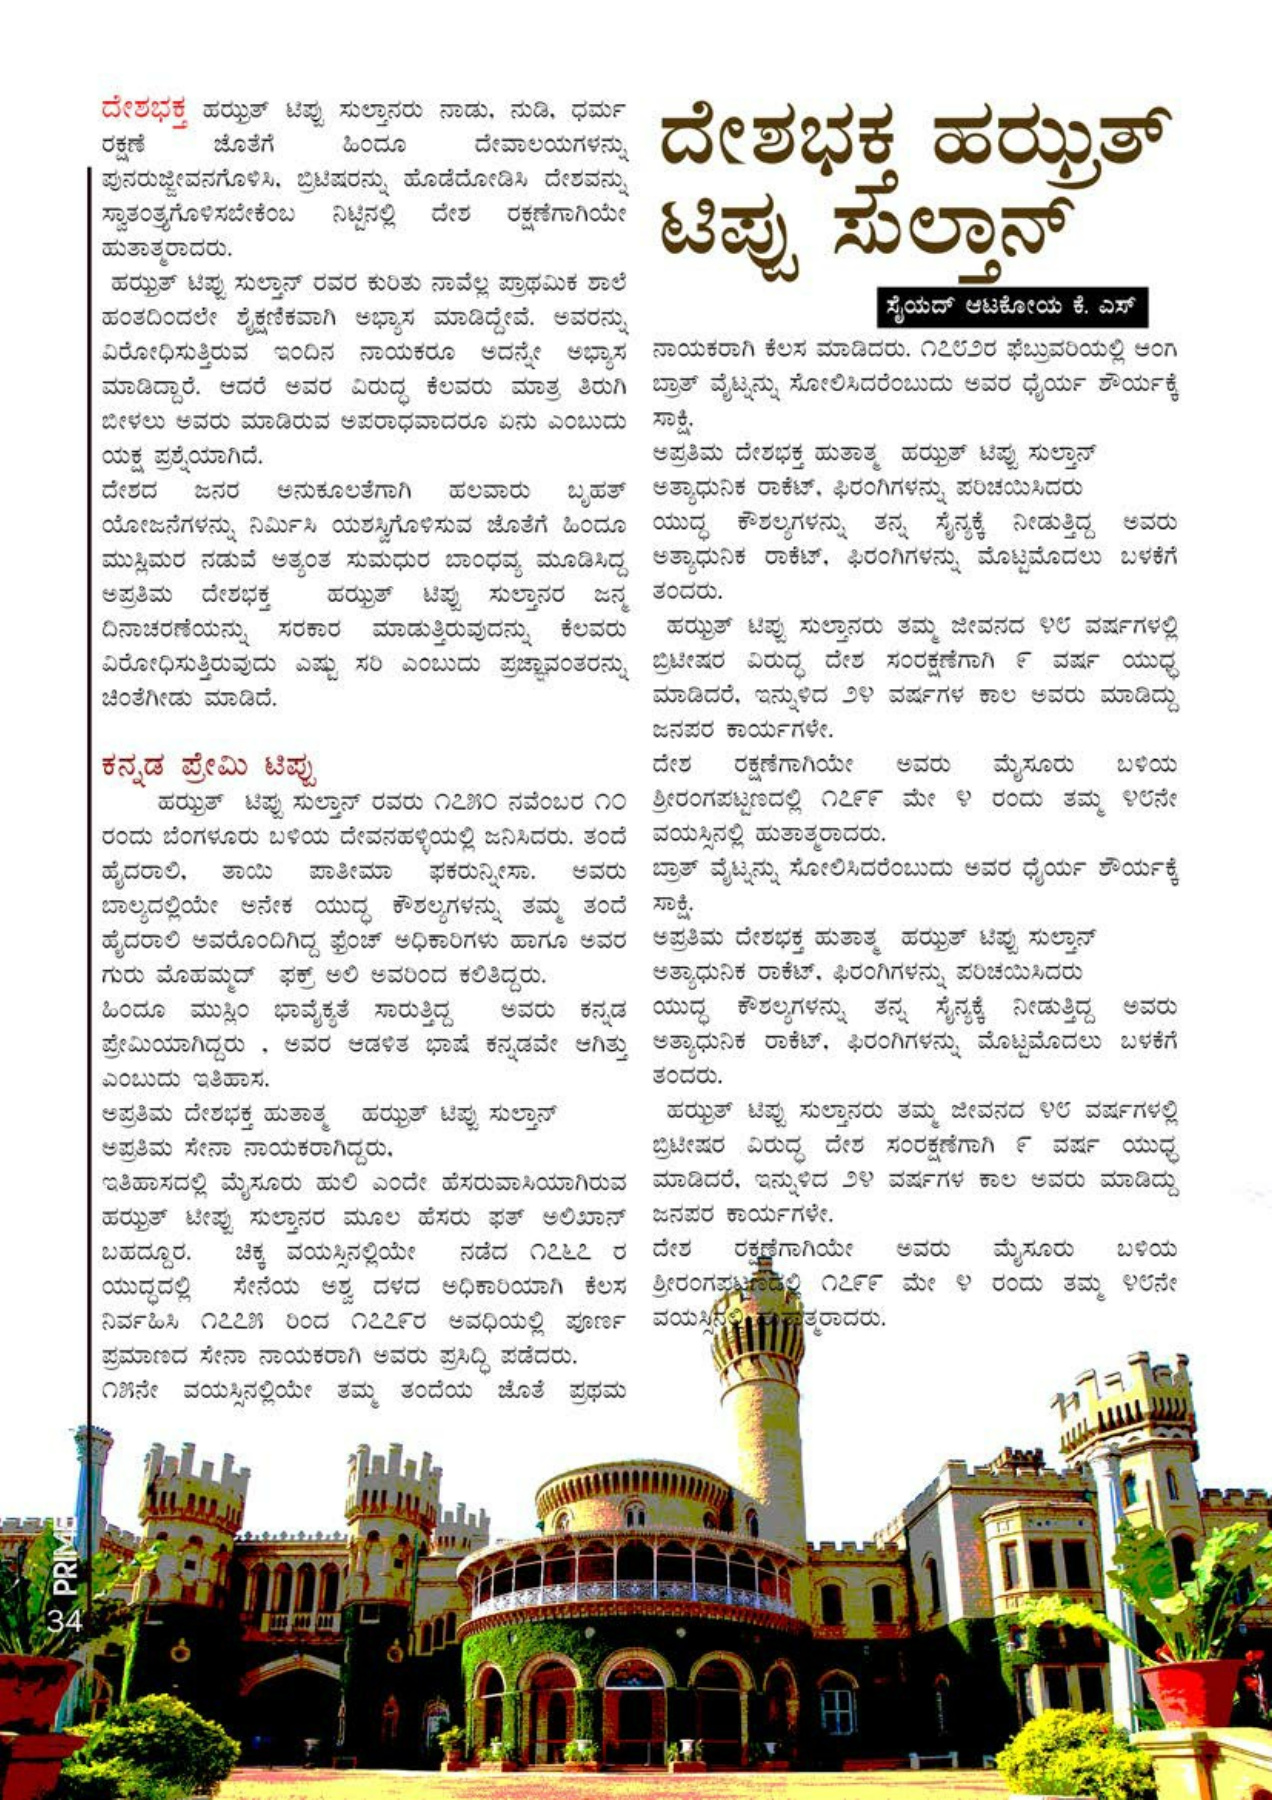 ದೇಶಭಕ್ತ ಹಝ್ರತ್
ಟಿಪ್ಪು ಸುಲ್ತಾನ್
ಸೈಯದ್ ಆಟಕೋಯ ಕೆ. ಎಸ್
ದೇಶಭಕ್ತ ಹಝ್ರತ್ ಟಿಪ್ಪು ಸುಲ್ತಾನರು ನಾಡು, ನುಡಿ, ಧರ್ಮ
ರಕ್ಷಣೆ ಜೊತೆಗೆ ಹಿಂದೂ ದೇವಾಲಯಗಳನ್ನು
ಪುನರುಜ್ಜೀವನಗೊಳಿಸಿ, ಬ್ರಿಟಿಷರನ್ನು ಹೊಡೆದೋಡಿಸಿ ದೇಶವನ್ನು
ಸ್ವಾತಂತ್ರ್ಯಗೊಳಿಸಬೇಕೆಂಬ ನಿಟ್ಟಿನಲ್ಲಿ ದೇಶ ರಕ್ಷಣೆಗಾಗಿಯೇ
ಹುತಾತ್ಮರಾದರು.
ಹಝ್ರತ್ ಟಿಪ್ಪು ಸುಲ್ತಾನ್ ರವರ ಕುರಿತು ನಾವೆಲ್ಲ ಪ್ರಾಥಮಿಕ ಶಾಲೆ
ಹಂತದಿಂದಲೇ ಶೈಕ್ಷಣಿಕವಾಗಿ ಅಭ್ಯಾಸ ಮಾಡಿದ್ದೇವೆ. ಅವರನ್ನು
ವಿರೋಧಿಸುತ್ತಿರುವ ಇಂದಿನ ನಾಯಕರೂ ಅದನ್ನೇ ಅಭ್ಯಾಸ
ಮಾಡಿದ್ದಾರೆ. ಆದರೆ ಅವರ ವಿರುದ್ಧ ಕೆಲವರು ಮಾತ್ರ ತಿರುಗಿ
ಬೀಳಲು ಅವರು ಮಾಡಿರುವ ಅಪರಾಧವಾದರೂ ಏನು ಎಂಬುದು
ಯಕ್ಷ ಪ್ರಶ್ನೆಯಾಗಿದೆ.
ದೇಶದ ಜನರ ಅನುಕೂಲತೆಗಾಗಿ ಹಲವಾರು ಬೃಹತ್
ಯೋಜನೆಗಳನ್ನು ನಿರ್ಮಿಸಿ ಯಶಸ್ವಿಗೊಳಿಸುವ ಜೊತೆಗೆ ಹಿಂದೂ
ಮುಸ್ಲಿಮರ ನಡುವೆ ಅತ್ಯಂತ ಸುಮಧುರ ಬಾಂಧವ್ಯ ಮೂಡಿಸಿದ್ದ
ಅಪ್ರತಿಮ ದೇಶಭಕ್ತ ಹಝ್ರತ್ ಟಿಪ್ಪು ಸುಲ್ತಾನರ ಜನ್ಮ
ದಿನಾಚರಣೆಯನ್ನು ಸರಕಾರ ಮಾಡುತ್ತಿರುವುದನ್ನು ಕೆಲವರು
ವಿರೋಧಿಸುತ್ತಿರುವುದು ಎಷ್ಟು ಸರಿ ಎಂಬುದು ಪ್ರಜ್ಞಾವಂತರನ್ನು
ಚಿಂತೆಗೀಡು ಮಾಡಿದೆ.
ಕನ್ನಡ ಪ್ರೇಮಿ ಟಿಪ್ಪು
ಹಝ್ರತ್ ಟಿಪ್ಪು ಸುಲ್ತಾನ್ ರವರು ೧೭೫೦ ನವೆಂಬರ ೧೦
ರಂದು ಬೆಂಗಳೂರು ಬಳಿಯ ದೇವನಹಳ್ಳಿಯಲ್ಲಿ ಜನಿಸಿದರು. ತಂದೆ
ಹೈದರಾಲಿ, ತಾಯಿ ಪಾತೀಮಾ ಫಕರುನ್ನೀಸಾ. ಅವರು
ಬಾಲ್ಯದಲ್ಲಿಯೇ ಅನೇಕ ಯುದ್ಧ ಕೌಶಲ್ಯಗಳನ್ನು ತಮ್ಮ ತಂದೆ
ಹೈದರಾಲಿ ಅವರೊಂದಿಗಿದ್ದ ಫ್ರೆಂಚ್ ಅಧಿಕಾರಿಗಳು ಹಾಗೂ ಅವರ
ಗುರು ಮೊಹಮ್ಮದ್ ಫಕ್ರ್ ಅಲಿ ಅವರಿಂದ ಕಲಿತಿದ್ದರು.
ಹಿಂದೂ ಮುಸ್ಲಿಂ ಭಾವೈಕ್ಯತೆ ಸಾರುತ್ತಿದ್ದ ಅವರು ಕನ್ನಡ
ಪ್ರೇಮಿಯಾಗಿದ್ದರು , ಅವರ ಆಡಳಿತ ಭಾಷೆ ಕನ್ನಡವೇ ಆಗಿತ್ತು
ಎಂಬುದು ಇತಿಹಾಸ.
ಅಪ್ರತಿಮ ದೇಶಭಕ್ತ ಹುತಾತ್ಮ ಹಝ್ರತ್ ಟಿಪ್ಪು ಸುಲ್ತಾನ್
ಅಪ್ರತಿಮ ಸೇನಾ ನಾಯಕರಾಗಿದ್ದರು.
ಇತಿಹಾಸದಲ್ಲಿ ಮೈಸೂರು ಹುಲಿ ಎಂದೇ ಹೆಸರುವಾಸಿಯಾಗಿರುವ
ಹಝ್ರತ್ ಟೀಪ್ಪು ಸುಲ್ತಾನರ ಮೂಲ ಹೆಸರು ಫತ್ ಅಲಿಖಾನ್
ಬಹದ್ದೂರ. ಚಿಕ್ಕ ವಯಸ್ಸಿನಲ್ಲಿಯೇ ನಡೆದ ೧೭೬೭ ರ
ಯುದ್ಧದಲ್ಲಿ ಸೇನೆಯ ಅಶ್ವ ದಳದ ಅಧಿಕಾರಿಯಾಗಿ ಕೆಲಸ
ನಿರ್ವಹಿಸಿ ೧೭೭೫ ರಿಂದ ೧೭೭೯ರ ಅವಧಿಯಲ್ಲಿ ಪೂರ್ಣ
ಪ್ರಮಾಣದ ಸೇನಾ ನಾಯಕರಾಗಿ ಅವರು ಪ್ರಸಿದ್ಧಿ ಪಡೆದರು.
೧೫ನೇ ವಯಸ್ಸಿನಲ್ಲಿಯೇ ತಮ್ಮ ತಂದೆಯ ಜೊತೆ ಪ್ರಥಮ
ನಾಯಕರಾಗಿ ಕೆಲಸ ಮಾಡಿದರು. ೧೭೮೨ರ ಫೆಬ್ರುವರಿಯಲ್ಲಿ ಆಂಗ
ಬ್ರಾತ್ ವೈಟ್ನನ್ನು ಸೋಲಿಸಿದರೆಂಬುದು ಅವರ ಧೈರ್ಯ ಶೌರ್ಯಕ್ಕೆ
ಸಾಕ್ಷಿ.
ಅಪ್ರತಿಮ ದೇಶಭಕ್ತ ಹುತಾತ್ಮ ಹಝ್ರತ್ ಟಿಪ್ಪು ಸುಲ್ತಾನ್
ಅತ್ಯಾಧುನಿಕ ರಾಕೆಟ್, ಫಿರಂಗಿಗಳನ್ನು ಪರಿಚಯಿಸಿದರು
ಯುದ್ಧ ಕೌಶಲ್ಯಗಳನ್ನು ತನ್ನ ಸೈನ್ಯಕ್ಕೆ ನೀಡುತ್ತಿದ್ದ ಅವರು
ಅತ್ಯಾಧುನಿಕ ರಾಕೆಟ್, ಫಿರಂಗಿಗಳನ್ನು ಮೊಟ್ಟಮೊದಲು ಬಳಕೆಗೆ
ತಂದರು.
ಹಝ್ರತ್ ಟಿಪ್ಪು ಸುಲ್ತಾನರು ತಮ್ಮ ಜೀವನದ ೪೮ ವರ್ಷಗಳಲ್ಲಿ
ಬ್ರಿಟೀಷರ ವಿರುದ್ಧ ದೇಶ ಸಂರಕ್ಷಣೆಗಾಗಿ ೯ ವರ್ಷ ಯುಧ್ಧ
ಮಾಡಿದರೆ, ಇನ್ನುಳಿದ ೨೪ ವರ್ಷಗಳ ಕಾಲ ಅವರು ಮಾಡಿದ್ದು
ಜನಪರ ಕಾರ್ಯಗಳೇ.
ದೇಶ ರಕ್ಷಣೆಗಾಗಿಯೇ ಅವರು ಮೈಸೂರು ಬಳಿಯ
ಶ್ರೀರಂಗಪಟ್ಟಣದಲ್ಲಿ ೧೭೯೯ ಮೇ ೪ ರಂದು ತಮ್ಮ ೪೮ನೇ
ವಯಸ್ಸಿನಲ್ಲಿ ಹುತಾತ್ಮರಾದರು.
ಬ್ರಾತ್ ವೈಟ್ನನ್ನು ಸೋಲಿಸಿದರೆಂಬುದು ಅವರ ಧೈರ್ಯ ಶೌರ್ಯಕ್ಕೆ
ಸಾಕ್ಷಿ.
ಅಪ್ರತಿಮ ದೇಶಭಕ್ತ ಹುತಾತ್ಮ ಹಝ್ರತ್ ಟಿಪ್ಪು ಸುಲ್ತಾನ್
ಅತ್ಯಾಧುನಿಕ ರಾಕೆಟ್, ಫಿರಂಗಿಗಳನ್ನು ಪರಿಚಯಿಸಿದರು
ಯುದ್ಧ ಕೌಶಲ್ಯಗಳನ್ನು ತನ್ನ ಸೈನ್ಯಕ್ಕೆ ನೀಡುತ್ತಿದ್ದ ಅವರು
ಅತ್ಯಾಧುನಿಕ ರಾಕೆಟ್, ಫಿರಂಗಿಗಳನ್ನು ಮೊಟ್ಟಮೊದಲು ಬಳಕೆಗೆ
ತಂದರು.
ಹಝ್ರತ್ ಟಿಪ್ಪು ಸುಲ್ತಾನರು ತಮ್ಮ ಜೀವನದ ೪೮ ವರ್ಷಗಳಲ್ಲಿ
ಬ್ರಿಟೀಷರ ವಿರುದ್ಧ ದೇಶ ಸಂರಕ್ಷಣೆಗಾಗಿ ೯ ವರ್ಷ ಯುಧ್ಧ
ಮಾಡಿದರೆ, ಇನ್ನುಳಿದ ೨೪ ವರ್ಷಗಳ ಕಾಲ ಅವರು ಮಾಡಿದ್ದು
ಜನಪರ ಕಾರ್ಯಗಳೇ.
ದೇಶ ರಕ್ಷಣೆಗಾಗಿಯೇ ಅವರು ಮೈಸೂರು ಬಳಿಯ
ಶ್ರೀರಂಗಪಟ್ಟಣದಲ್ಲಿ ೧೭೯೯ ಮೇ ೪ ರಂದು ತಮ್ಮ ೪೮ನೇ
ವಯಸ್ಸಿನಲ್ಲಿ ಹುತಾತ್ಮರಾದರು.
PRIME
34